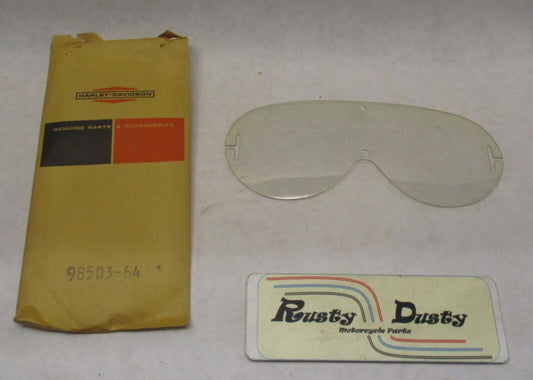 HARLEY-DAVIDSON
GENUINE PARTS & ACCESSORIES
98503-64
Rusty Dusty
Motorcycle Parts